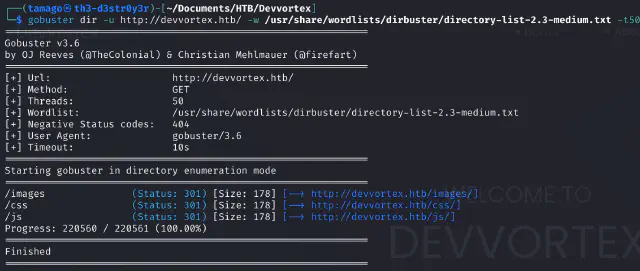 (tamago㉿th3-d3str0y3r)-[~/Documents/HTB/Devvortex]
$ gobuster dir -u http://devvortex.htb/ -w /usr/share/wordlists/dirbuster/directory-list-2.3-medium.txt -t50
Gobuster v3.6
by OJ Reeves (@TheColonial) & Christian Mehlmauer (@firefart)
[+] Url: http://devvortex.htb/
[+] Method: GET
[+] Threads: 50
[+] Wordlist: /usr/share/wordlists/dirbuster/directory-list-2.3-medium.txt
[+] Negative Status codes: 404
[+] User Agent: gobuster/3.6
[+] Timeout: 10s
Starting gobuster in directory enumeration mode
/images (Status: 301) [Size: 178] [--> http://devvortex.htb/images/]
/css (Status: 301) [Size: 178] [--> http://devvortex.htb/css/]
/js (Status: 301) [Size: 178] [--> http://devvortex.htb/js/]
Progress: 220560 / 220561 (100.00%)
Finished
WELCOME TO
DEVVORTEX